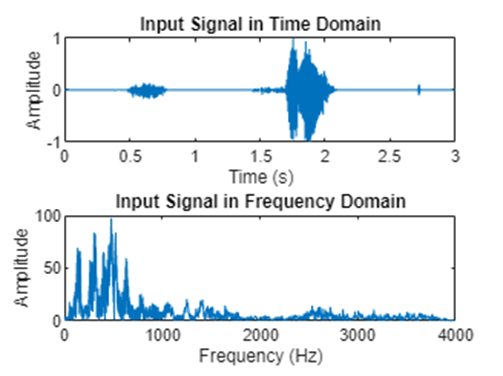 Input Signal in Time Domain
1
0
-1
Amplitude
0 0.5 1 1.5 2 2.5 3
Time (s)
Input Signal in Frequency Domain
100
50
0
Amplitude
0 1000 2000 3000 4000
Frequency (Hz)